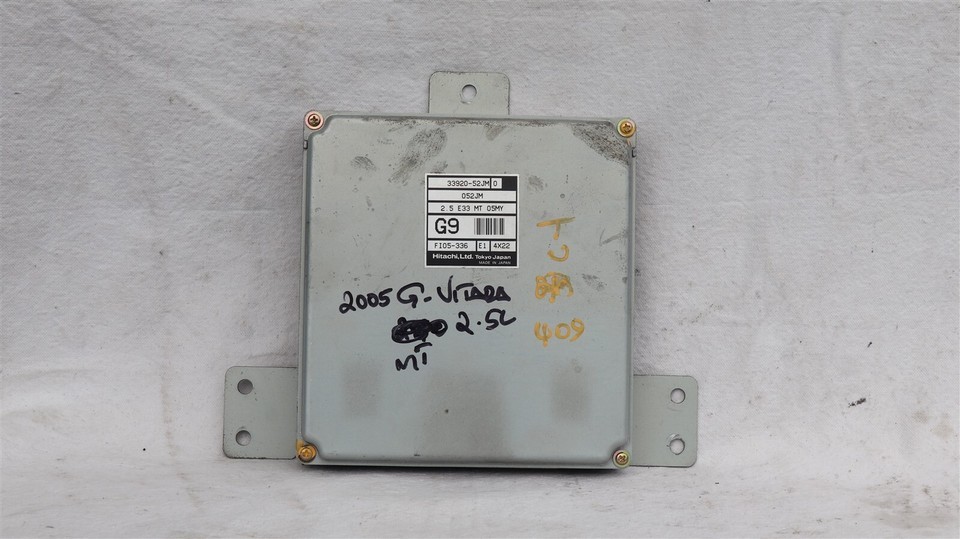 33920-52JM 0
052JM
2.5 E33 MT 05MY
G9
FI05-336 E1 4X22
Hitachi,Ltd. Tokyo Japan
MADE IN JAPAN
2005 G-VITARA
2.5L
MT
409